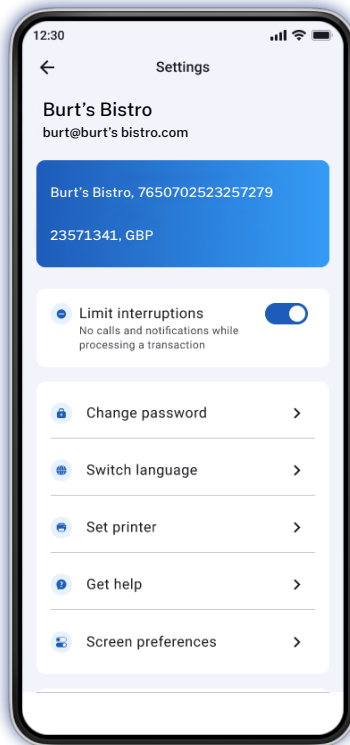 12:30
Settings
Burt's Bistro
burt@burt's bistro.com
Burt's Bistro, 7650702523257279
23571341, GBP
Limit interruptions
No calls and notifications while
processing a transaction
Change password
Switch language
Set printer
Get help
Screen preferences